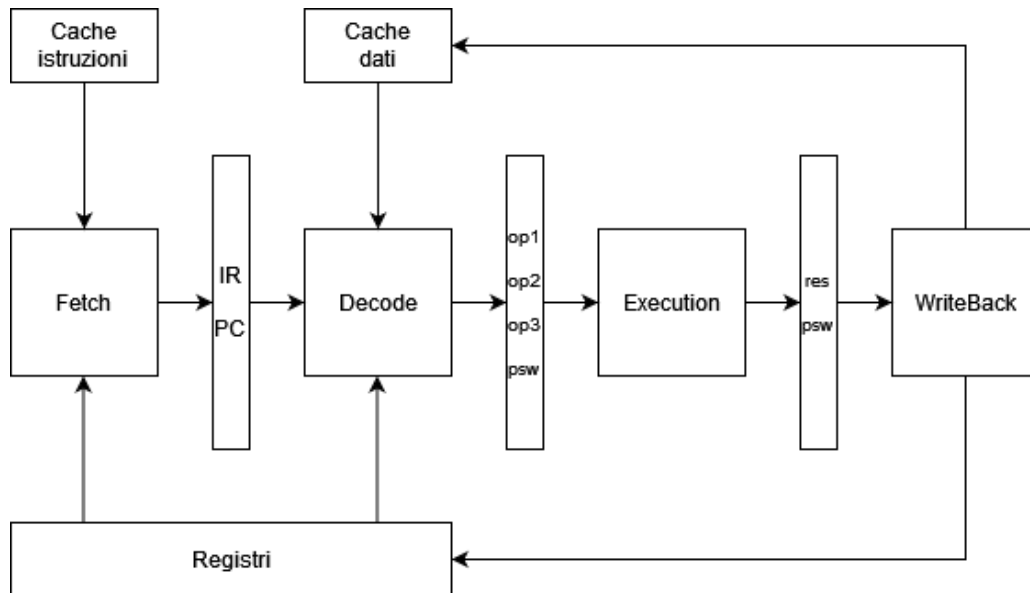 Cache
istruzioni
Cache
dati
Fetch
IR
PC
Decode
op1
op2
op3
psw
Execution
res
psw
WriteBack
Registri